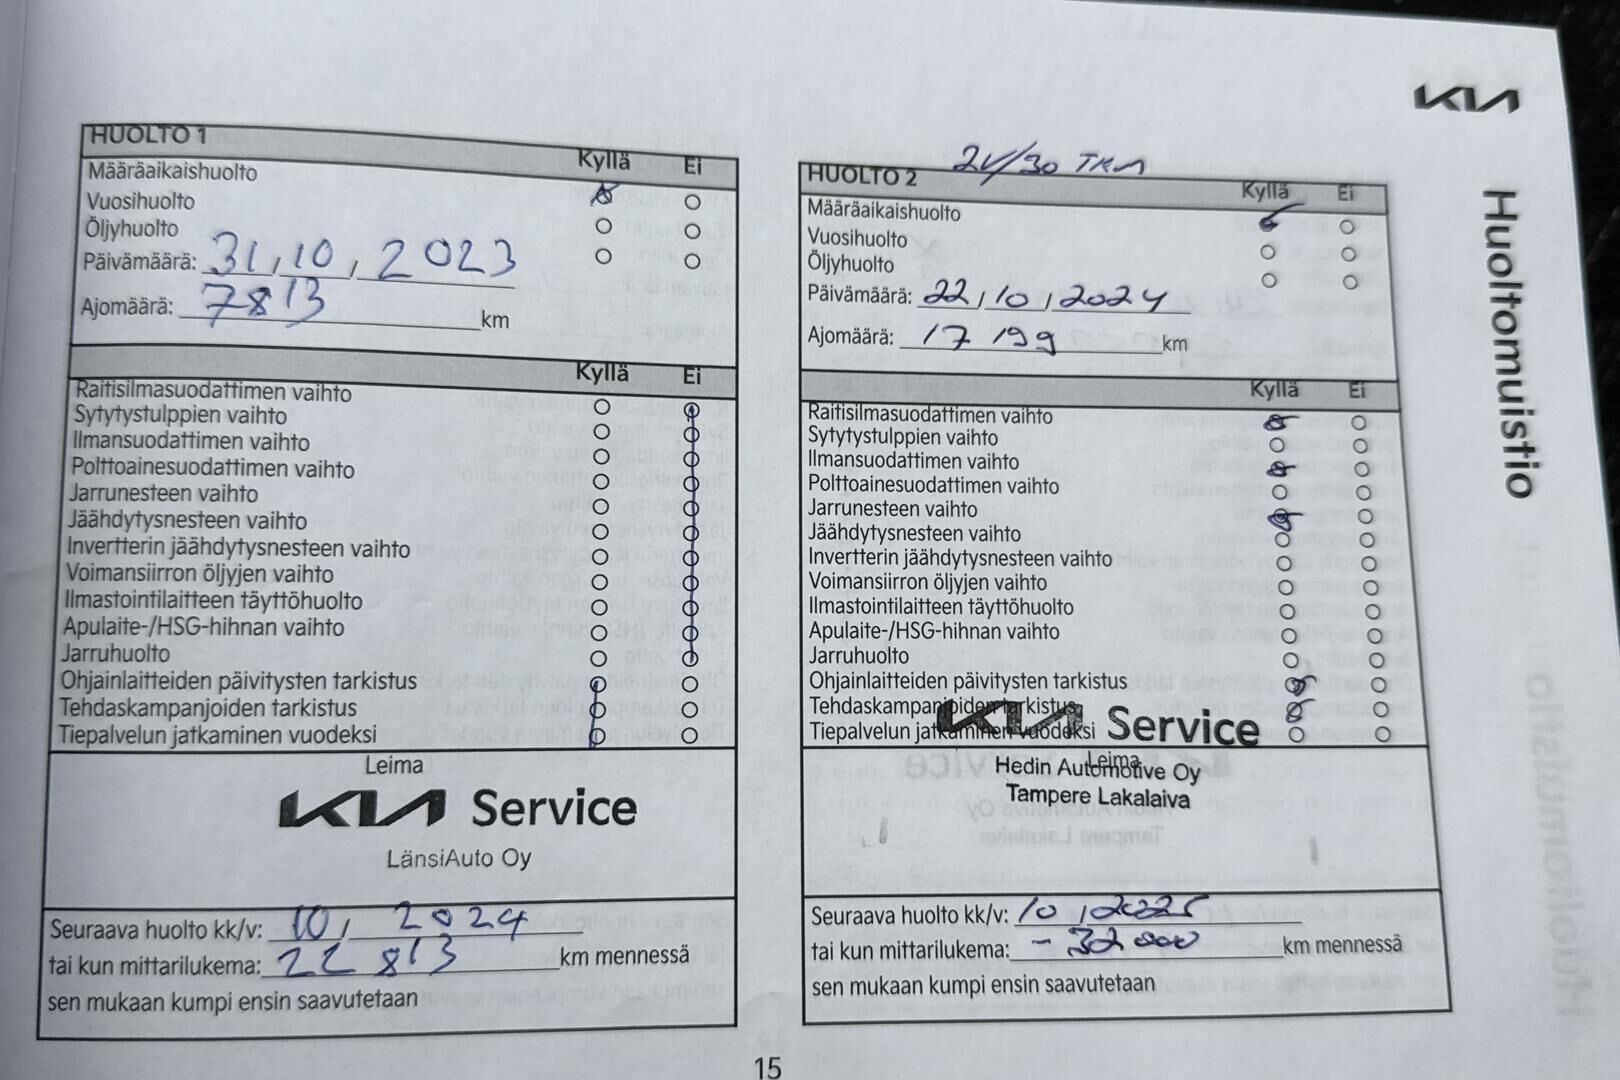 KIA
Huoltomuistio
HUOLTO 1
Kyllä Ei
Määräaikaishuolto
Vuosihuolto
Öljyhuolto
Päivämäärä: 31, 10, 2023
Ajomäärä: 7813 km
Kyllä Ei
Raitisilmasuodattimen vaihto
Sytytystulppien vaihto
Ilmansuodattimen vaihto
Polttoainesuodattimen vaihto
Jarrunesteen vaihto
Jäähdytysnesteen vaihto
Invertterin jäähdytysnesteen vaihto
Voimansiirron öljyjen vaihto
Ilmastointilaitteen täyttöhuolto
Apulaite-/HSG-hihnan vaihto
Jarruhuolto
Ohjainlaitteiden päivitysten tarkistus
Tehdaskampanjoiden tarkistus
Tiepalvelun jatkaminen vuodeksi
Leima
KIA Service
LänsiAuto Oy
Seuraava huolto kk/v: 10, 2024
tai kun mittarilukema: 22 813 km mennessä
sen mukaan kumpi ensin saavutetaan
2V/30 TKM
HUOLTO 2
Kyllä Ei
Määräaikaishuolto
Vuosihuolto
Öljyhuolto
Päivämäärä: 22, 10, 2024
Ajomäärä: 17 199 km
Kyllä Ei
Raitisilmasuodattimen vaihto
Sytytystulppien vaihto
Ilmansuodattimen vaihto
Polttoainesuodattimen vaihto
Jarrunesteen vaihto
Jäähdytysnesteen vaihto
Invertterin jäähdytysnesteen vaihto
Voimansiirron öljyjen vaihto
Ilmastointilaitteen täyttöhuolto
Apulaite-/HSG-hihnan vaihto
Jarruhuolto
Ohjainlaitteiden päivitysten tarkistus
Tehdaskampanjoiden tarkistus
Tiepalvelun jatkaminen vuodeksi
KIA Service
Leima
Hedin Automotive Oy
Tampere Lakalaiva
Seuraava huolto kk/v: 10, 2025
tai kun mittarilukema: - 32 000 km mennessä
sen mukaan kumpi ensin saavutetaan
15